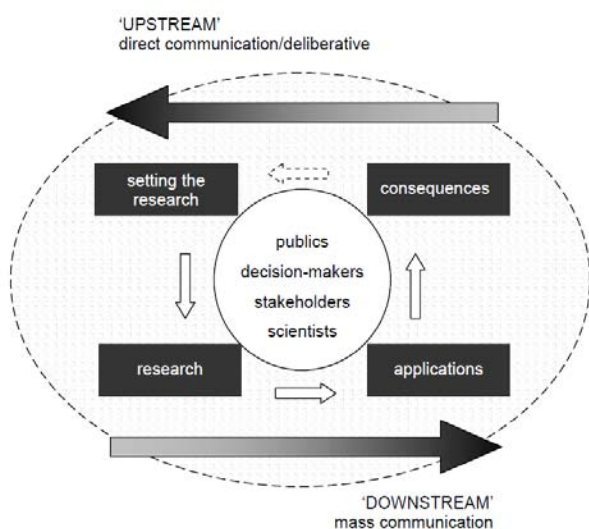 'UPSTREAM'
direct communication/deliberative
setting the
research
consequences
publics
decision-makers
stakeholders
scientists
research
applications
'DOWNSTREAM'
mass communication